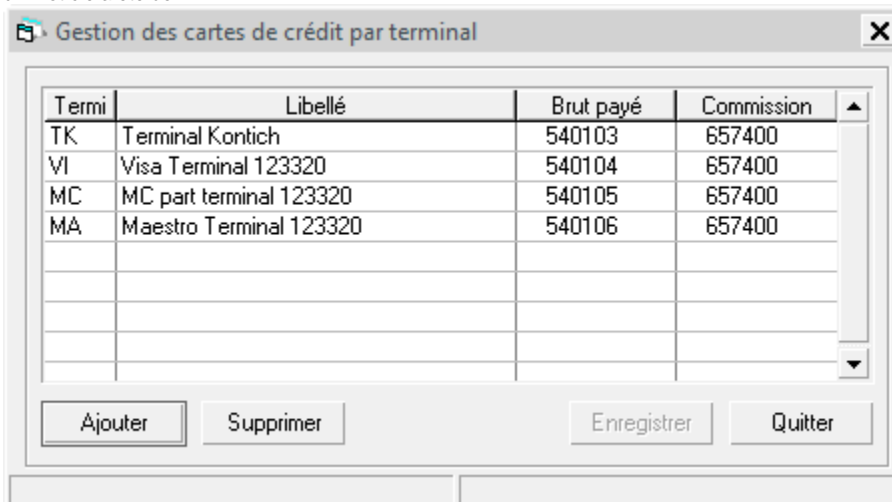 Gestion des cartes de crédit par terminal
Termi Libellé Brut payé Commission
TK Terminal Kontich 540103 657400
VI Visa Terminal 123320 540104 657400
MC MC part terminal 123320 540105 657400
MA Maestro Terminal 123320 540106 657400
Ajouter Supprimer Enregistrer Quitter